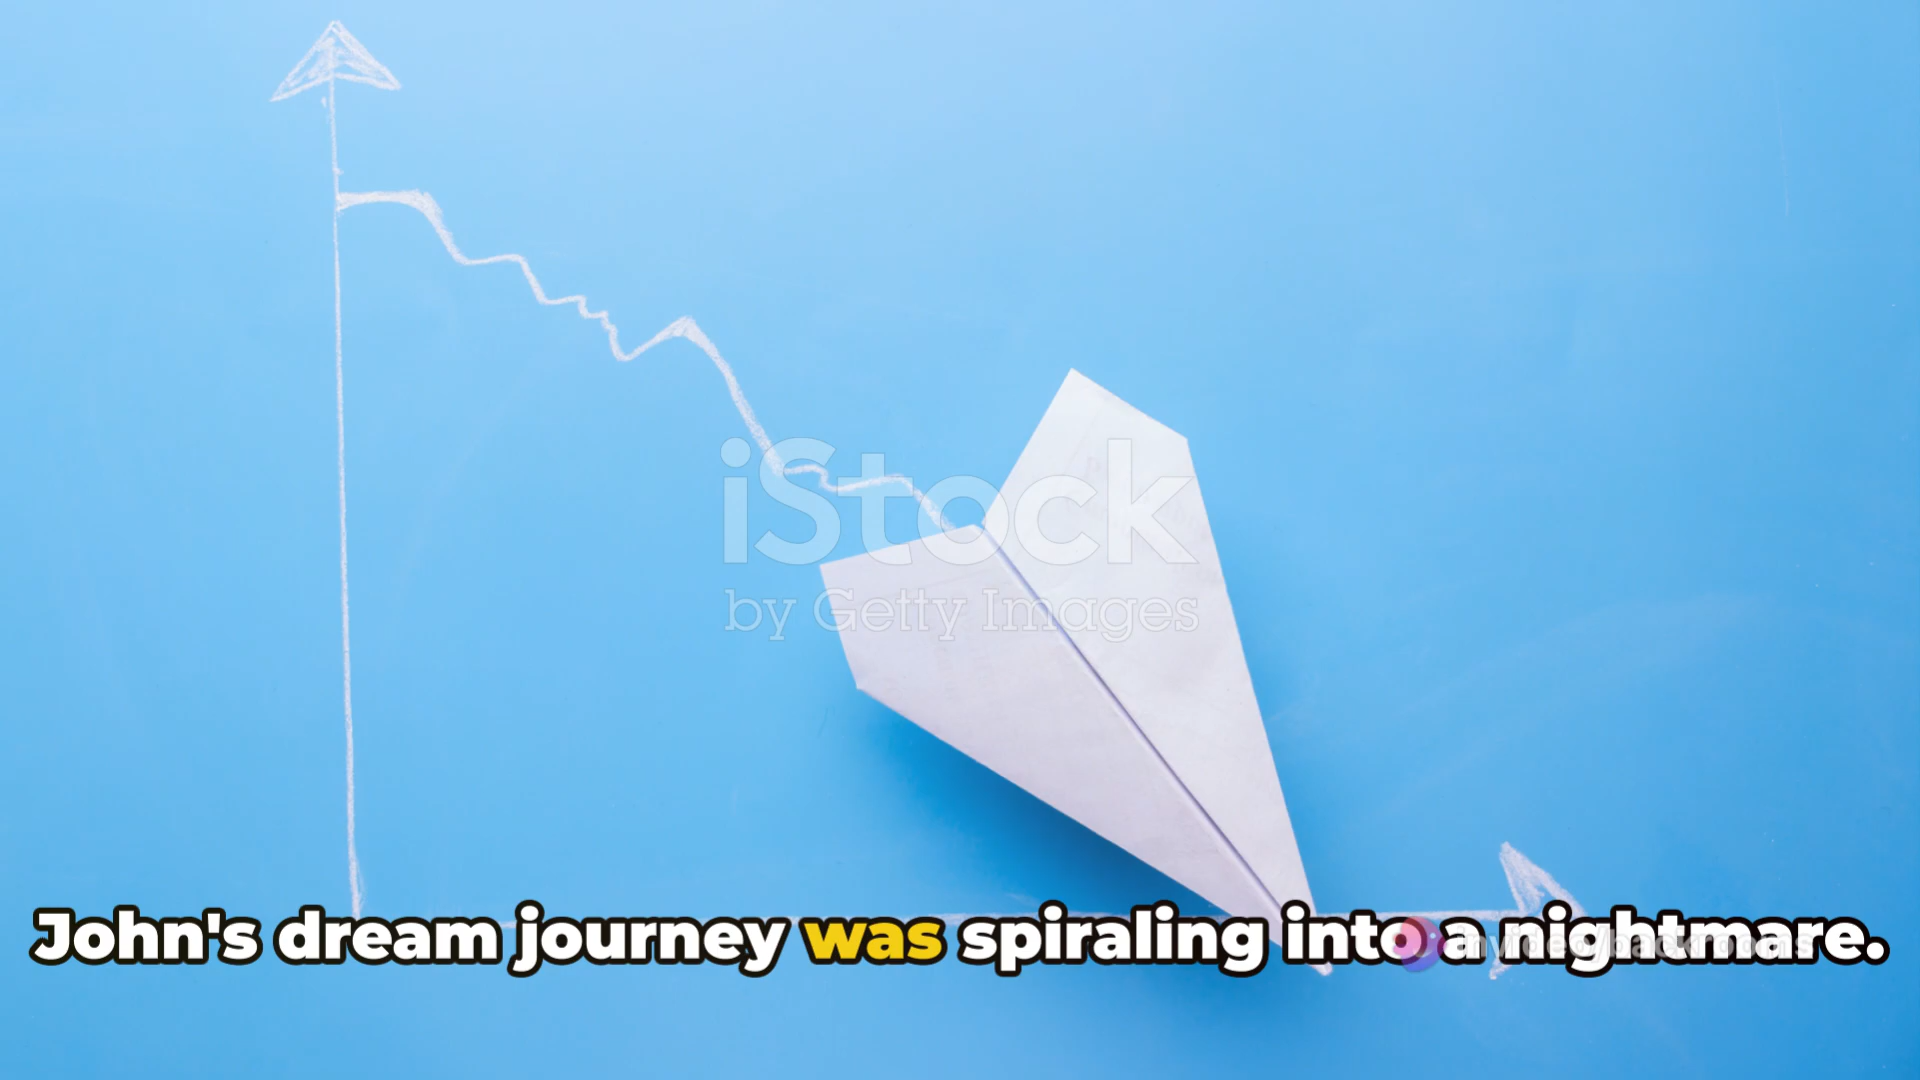 iStock
by Getty Images
John's dream journey was spiraling into a nightmare.